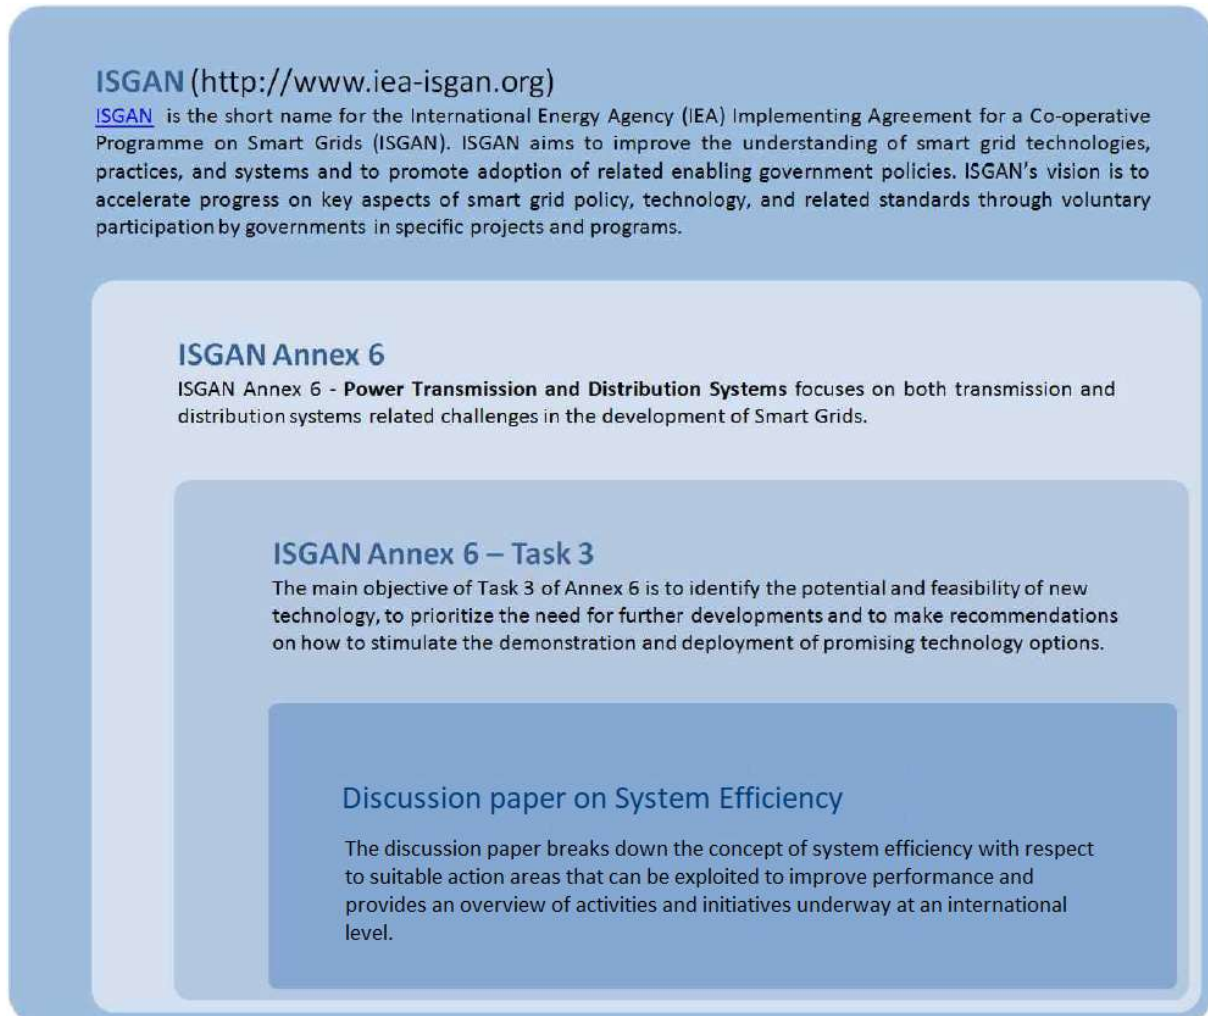 ISGAN (http://www.iea-isgan.org)
ISGAN is the short name for the International Energy Agency (IEA) Implementing Agreement for a Co-operative
Programme on Smart Grids (ISGAN). ISGAN aims to improve the understanding of smart grid technologies,
practices, and systems and to promote adoption of related enabling government policies. ISGAN's vision is to
accelerate progress on key aspects of smart grid policy, technology, and related standards through voluntary
participation by governments in specific projects and programs.
ISGAN Annex 6
ISGAN Annex 6 - Power Transmission and Distribution Systems focuses on both transmission and
distribution systems related challenges in the development of Smart Grids.
ISGAN Annex 6 – Task 3
The main objective of Task 3 of Annex 6 is to identify the potential and feasibility of new
technology, to prioritize the need for further developments and to make recommendations
on how to stimulate the demonstration and deployment of promising technology options.
Discussion paper on System Efficiency
The discussion paper breaks down the concept of system efficiency with respect
to suitable action areas that can be exploited to improve performance and
provides an overview of activities and initiatives underway at an international
level.